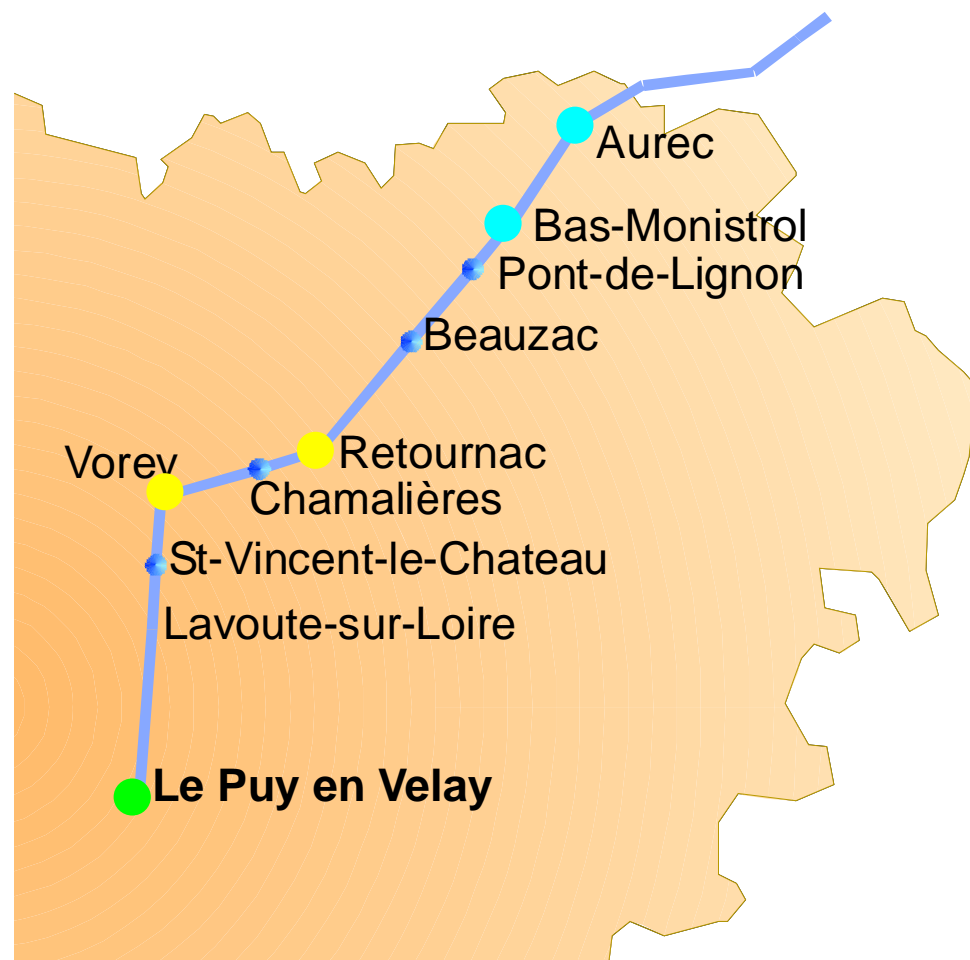 Aurec
Bas-Monistrol
Pont-de-Lignon
Beauzac
Retournac
Vorey
Chamalières
St-Vincent-le-Chateau
Lavoute-sur-Loire
Le Puy en Velay